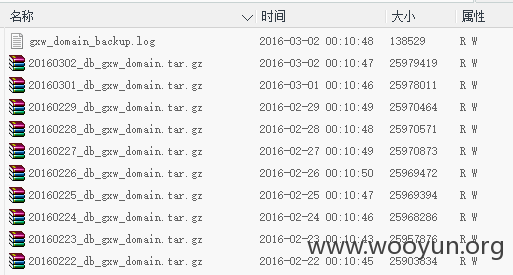 名称 时间 大小 属性
gxw_domain_backup.log 2016-03-02 00:10:48 138529 R W
20160302_db_gxw_domain.tar.gz 2016-03-02 00:10:47 25979419 R W
20160301_db_gxw_domain.tar.gz 2016-03-01 00:10:46 25978011 R W
20160229_db_gxw_domain.tar.gz 2016-02-29 00:10:49 25970464 R W
20160228_db_gxw_domain.tar.gz 2016-02-28 00:10:48 25970571 R W
20160227_db_gxw_domain.tar.gz 2016-02-27 00:10:49 25970873 R W
20160226_db_gxw_domain.tar.gz 2016-02-26 00:10:50 25969472 R W
20160225_db_gxw_domain.tar.gz 2016-02-25 00:10:47 25969394 R W
20160224_db_gxw_domain.tar.gz 2016-02-24 00:10:46 25968286 R W
20160223_db_gxw_domain.tar.gz 2016-02-23 00:10:43 25957876 R W
20160222_db_gxw_domain.tar.gz 2016-02-22 00:10:45 25903834 R W
www.wooyun.org